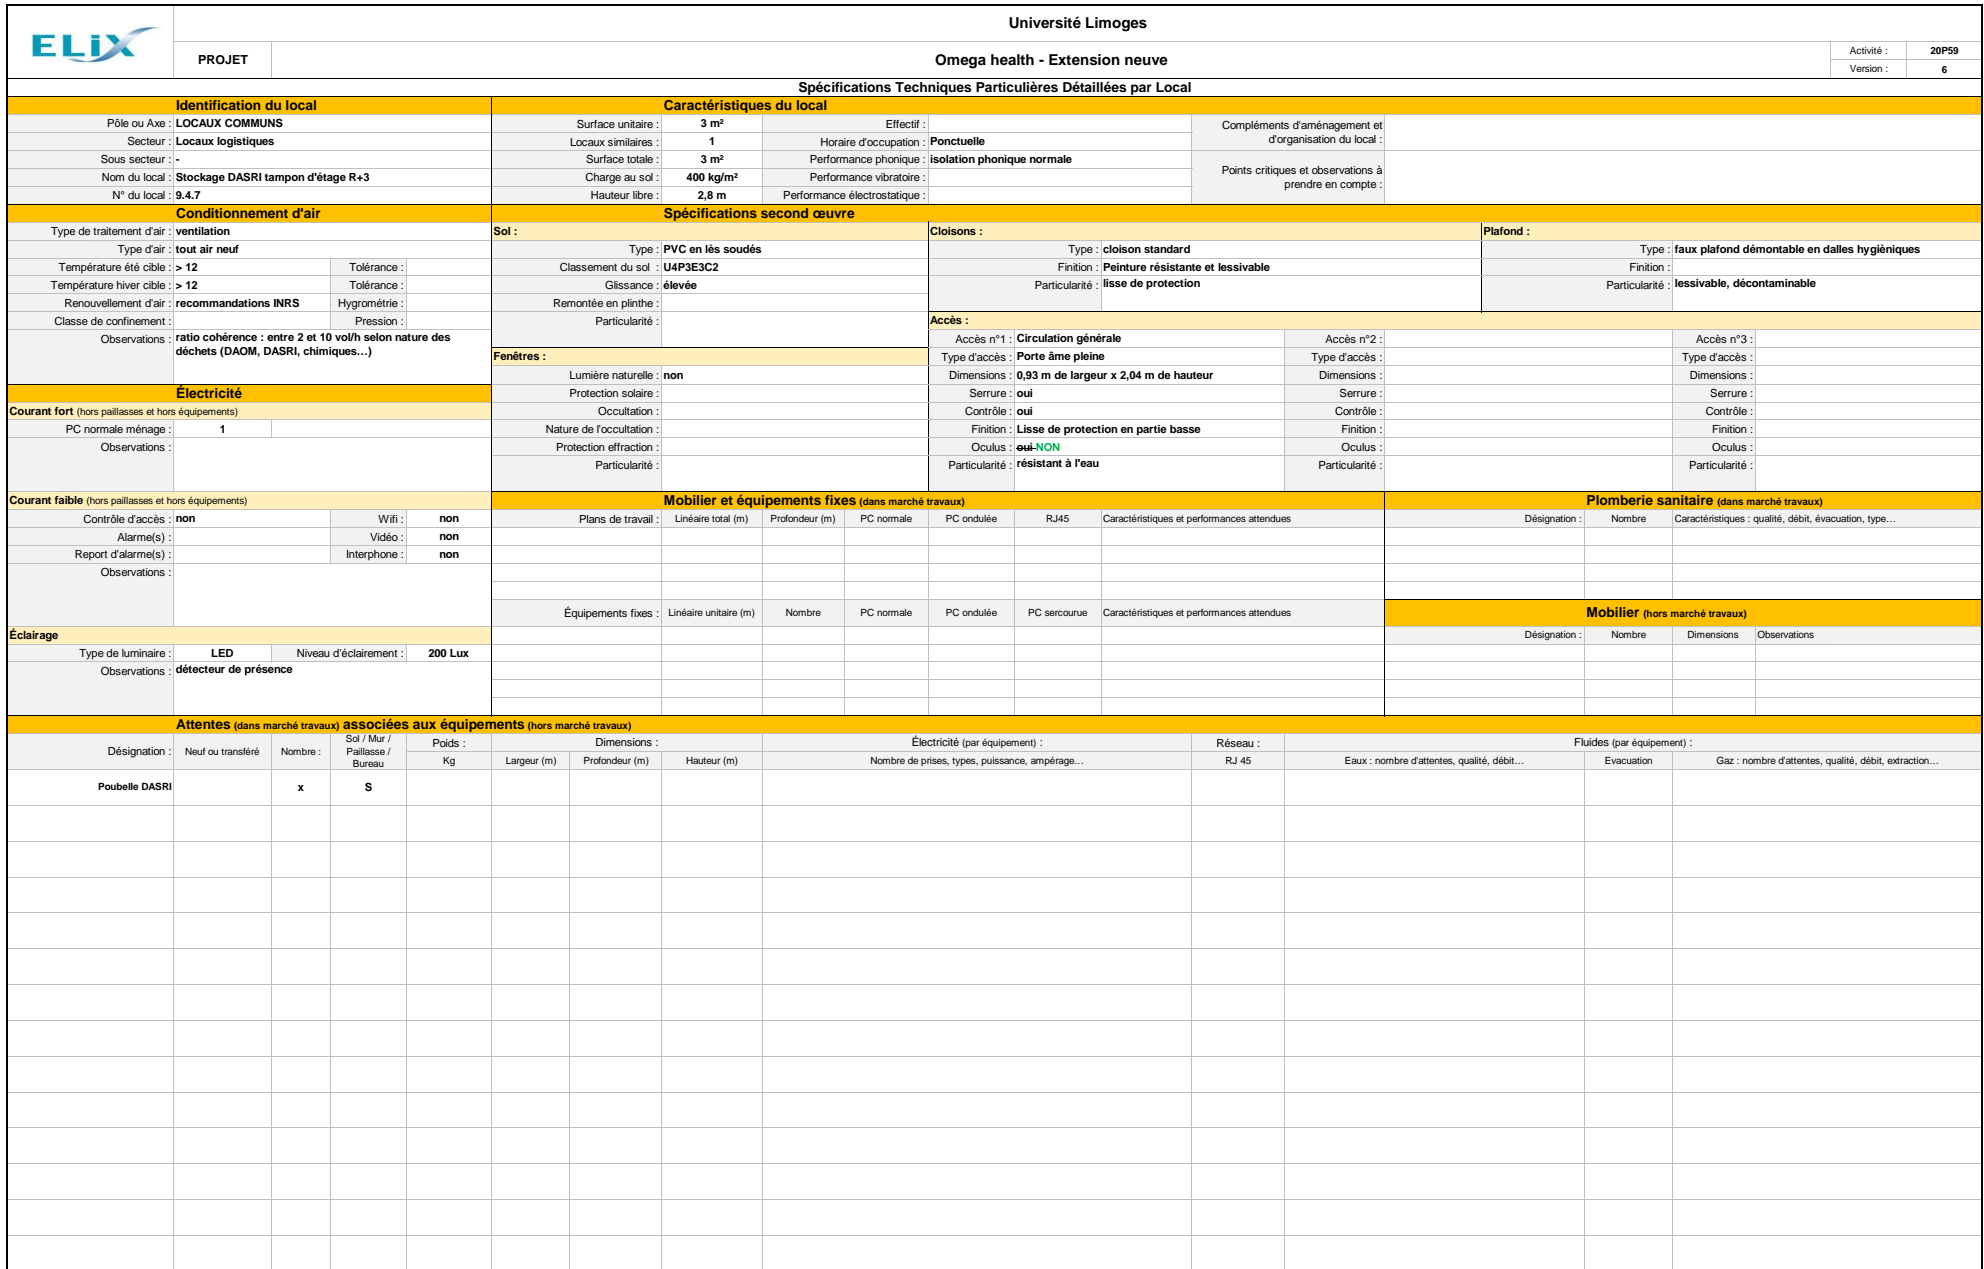 ELiX
Université Limoges
PROJET
Omega health - Extension neuve
Activité : 20P59
Version : 6
Spécifications Techniques Particulières Détaillées par Local
Identification du local
Pôle ou Axe : LOCAUX COMMUNS
Secteur : Locaux logistiques
Sous secteur : -
Nom du local : Stockage DASRI tampon d'étage R+3
N° du local : 9.4.7
Caractéristiques du local
Surface unitaire : 3 m² Effectif :
Locaux similaires : 1 Horaire d'occupation : Ponctuelle
Surface totale : 3 m² Performance phonique : isolation phonique normale
Charge au sol : 400 kg/m² Performance vibratoire :
Hauteur libre : 2,8 m Performance électrostatique :
Compléments d'aménagement et
d'organisation du local :
Points critiques et observations à
prendre en compte :
Conditionnement d'air
Type de traitement d'air : ventilation
Type d'air : tout air neuf
Température été cible : > 12 Tolérance :
Température hiver cible : > 12 Tolérance :
Renouvellement d'air : recommandations INRS Hygrométrie :
Classe de confinement : Pression :
Observations : ratio cohérence : entre 2 et 10 vol/h selon nature des
déchets (DAOM, DASRI, chimiques…)
Spécifications second œuvre
Sol :
Type : PVC en lès soudés
Classement du sol : U4P3E3C2
Glissance : élevée
Remontée en plinthe :
Particularité :
Cloisons :
Type : cloison standard
Finition : Peinture résistante et lessivable
Particularité : lisse de protection
Plafond :
Type : faux plafond démontable en dalles hygièniques
Finition :
Particularité : lessivable, décontaminable
Fenêtres :
Lumière naturelle : non
Protection solaire :
Occultation :
Nature de l'occultation :
Protection effraction :
Particularité :
Accès :
Accès n°1 : Circulation générale Accès n°2 : Accès n°3 :
Type d'accès : Porte âme pleine Type d'accès : Type d'accès :
Dimensions : 0,93 m de largeur x 2,04 m de hauteur Dimensions : Dimensions :
Serrure : oui Serrure : Serrure :
Contrôle : oui Contrôle : Contrôle :
Finition : Lisse de protection en partie basse Finition : Finition :
Oculus : oui NON Oculus : Oculus :
Particularité : résistant à l'eau Particularité : Particularité :
Électricité
Courant fort (hors paillasses et hors équipements)
PC normale ménage : 1
Observations :
Courant faible (hors paillasses et hors équipements)
Contrôle d'accès : non Wifi : non
Alarme(s) : Vidéo : non
Report d'alarme(s) : Interphone : non
Observations :
Éclairage
Type de luminaire : LED Niveau d'éclairement : 200 Lux
Observations : détecteur de présence
Mobilier et équipements fixes (dans marché travaux)
Plans de travail : Linéaire total (m) Profondeur (m) PC normale PC ondulée RJ45 Caractéristiques et performances attendues
Équipements fixes : Linéaire unitaire (m) Nombre PC normale PC ondulée PC sercourue Caractéristiques et performances attendues
Plomberie sanitaire (dans marché travaux)
Désignation : Nombre Caractéristiques : qualité, débit, évacuation, type…
Mobilier (hors marché travaux)
Désignation : Nombre Dimensions Observations
Attentes (dans marché travaux) associées aux équipements (hors marché travaux)
Désignation : Neuf ou transféré Nombre : Sol / Mur /
Paillasse /
Bureau
Poids : Dimensions : Électricité (par équipement) : Réseau : Fluides (par équipement) :
Kg Largeur (m) Profondeur (m) Hauteur (m) Nombre de prises, types, puissance, ampérage… RJ 45 Eaux : nombre d'attentes, qualité, débit… Evacuation Gaz : nombre d'attentes, qualité, débit, extraction…
Poubelle DASRI x S